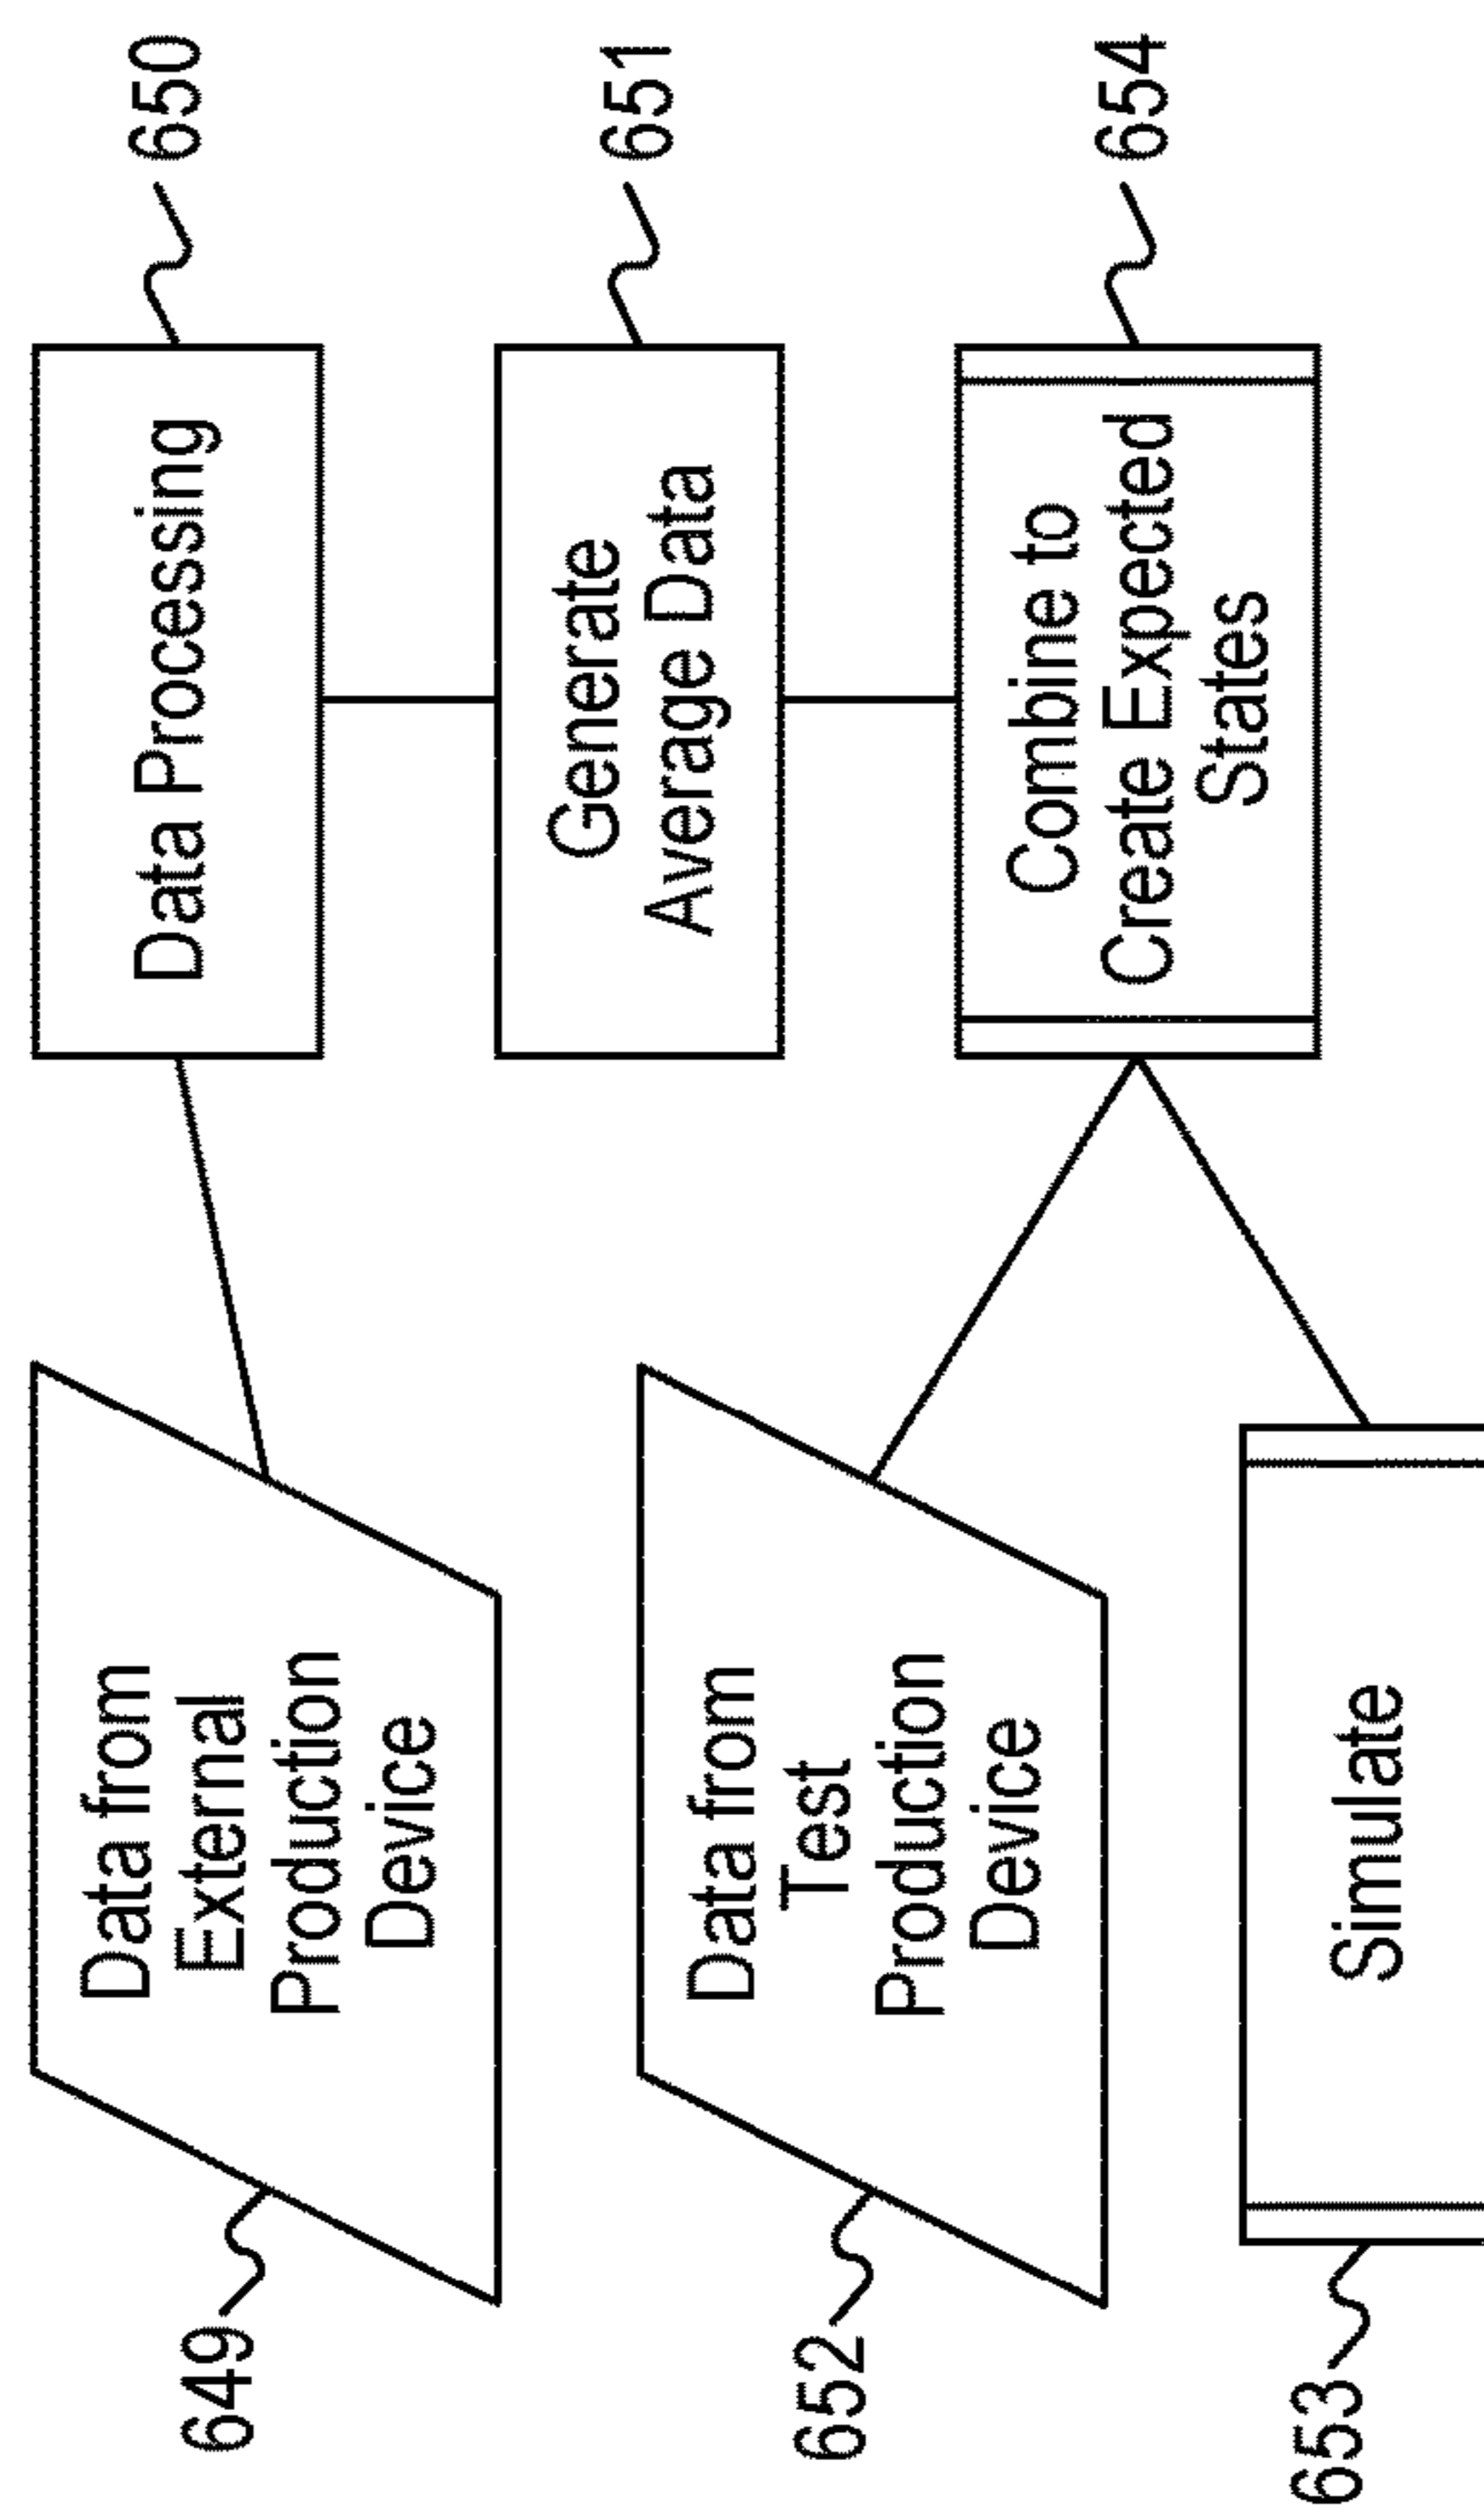 649
Data from
External
Production
Device
Data Processing
650
Generate
Average Data
651
652
Data from
Test
Production
Device
Combine to
Create Expected
States
654
653
Simulate